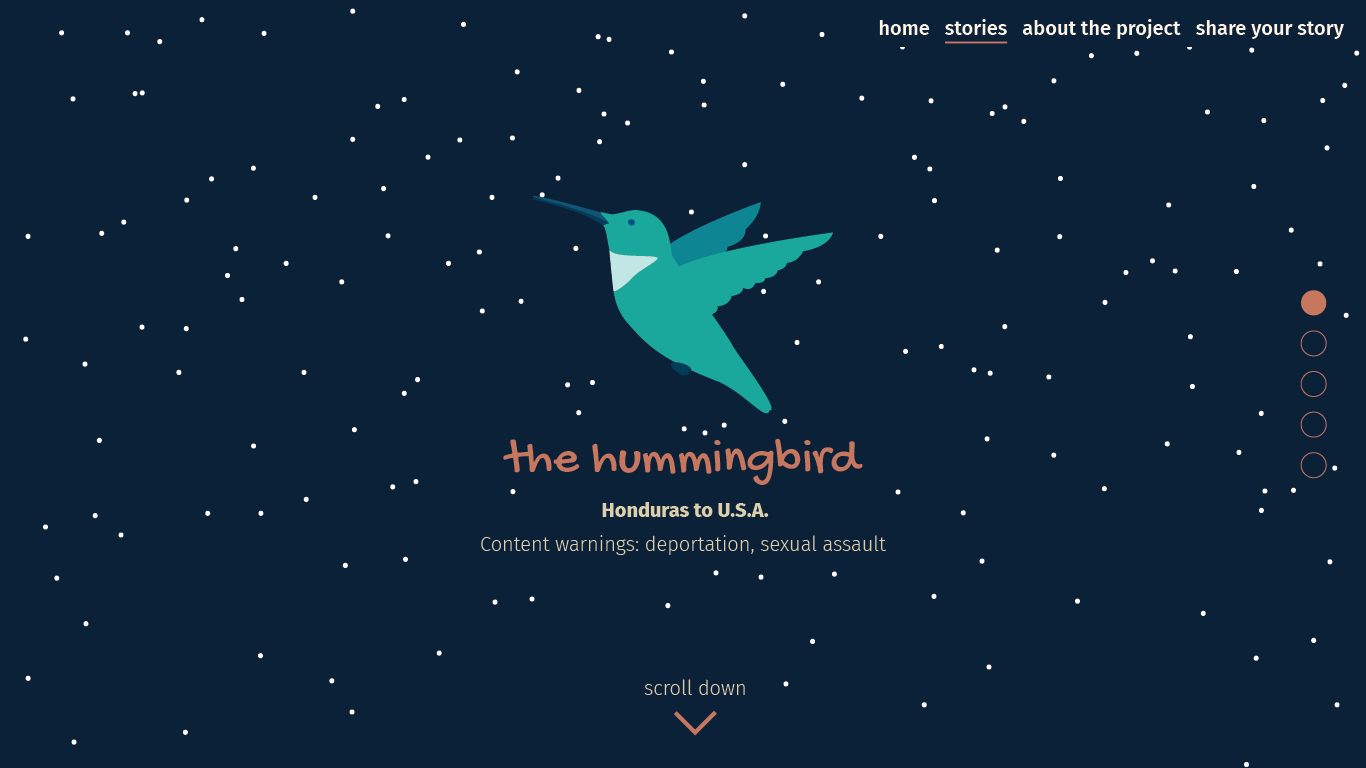 home stories about the project share your story
the hummingbird
Honduras to U.S.A.
Content warnings: deportation, sexual assault
scroll down